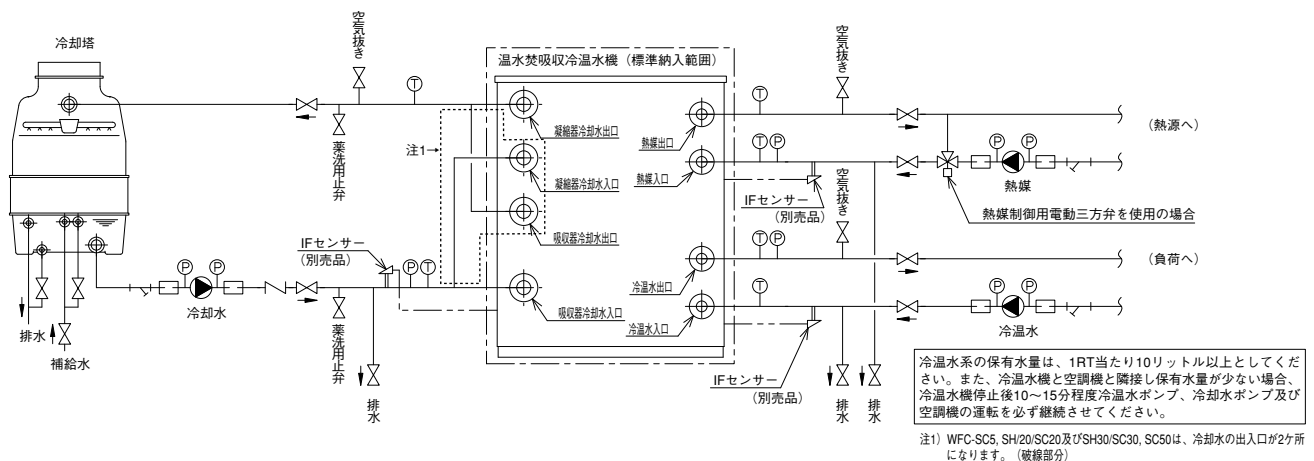 冷却塔
空気抜き
温水焚吸収冷温水機（標準納入範囲）
空気抜き
T
T
凝縮器冷却水出口
熱媒出口
（熱源へ）
薬洗用止弁
注1→
T
P
P
P
凝縮器冷却水入口
熱媒入口
空気抜き
IFセンサー
（別売品）
熱媒
熱媒制御用電動三方弁を使用の場合
吸収器冷却水出口
IFセンサー
（別売品）
T
P
（負荷へ）
P
P
P
T
冷温水出口
T
P
P
冷却水
吸収器冷却水入口
冷温水入口
冷温水
排水
補給水
薬洗用止弁
排水
IFセンサー
（別売品）
排水
排水
冷温水系の保有水量は、1RT当たり10リットル以上としてくだ
さい。また、冷温水機と空調機と隣接し保有水量が少ない場合、
冷温水機停止後10〜15分程度冷温水ポンプ、冷却水ポンプ及び
空調機の運転を必ず継続させてください。
注1）WFC-SC5, SH/20/SC20及びSH30/SC30, SC50は、冷却水の出入口が2ケ所
になります。（破線部分）